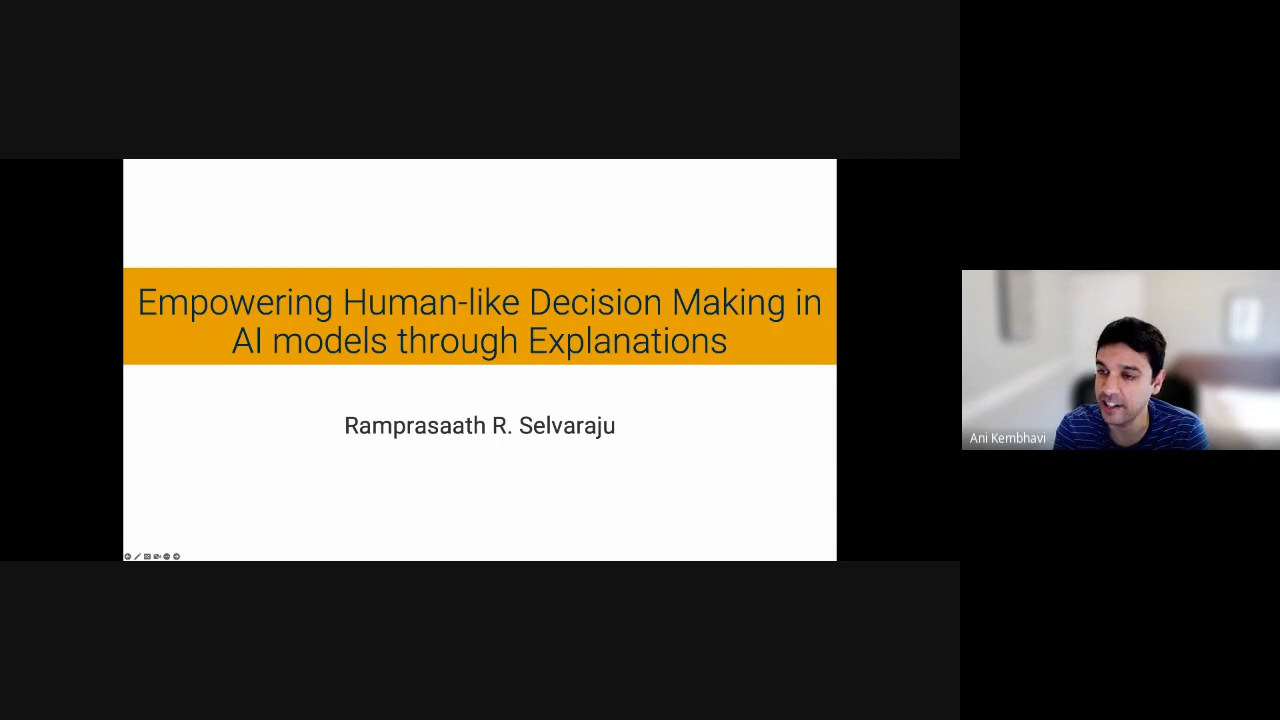 Empowering Human-like Decision Making in
AI models through Explanations
Ramprasaath R. Selvaraju
Ani Kembhavi